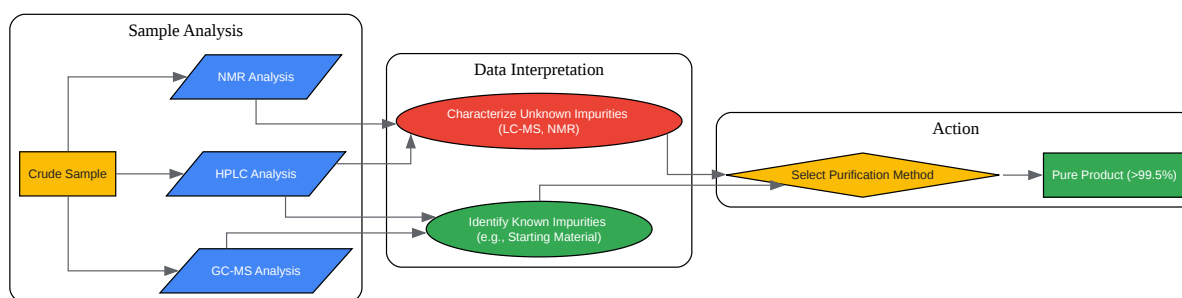 Sample Analysis
NMR Analysis
Crude Sample
HPLC Analysis
GC-MS Analysis
Data Interpretation
Characterize Unknown Impurities
(LC-MS, NMR)
Identify Known Impurities
(e.g., Starting Material)
Action
Select Purification Method
Pure Product (>99.5%)